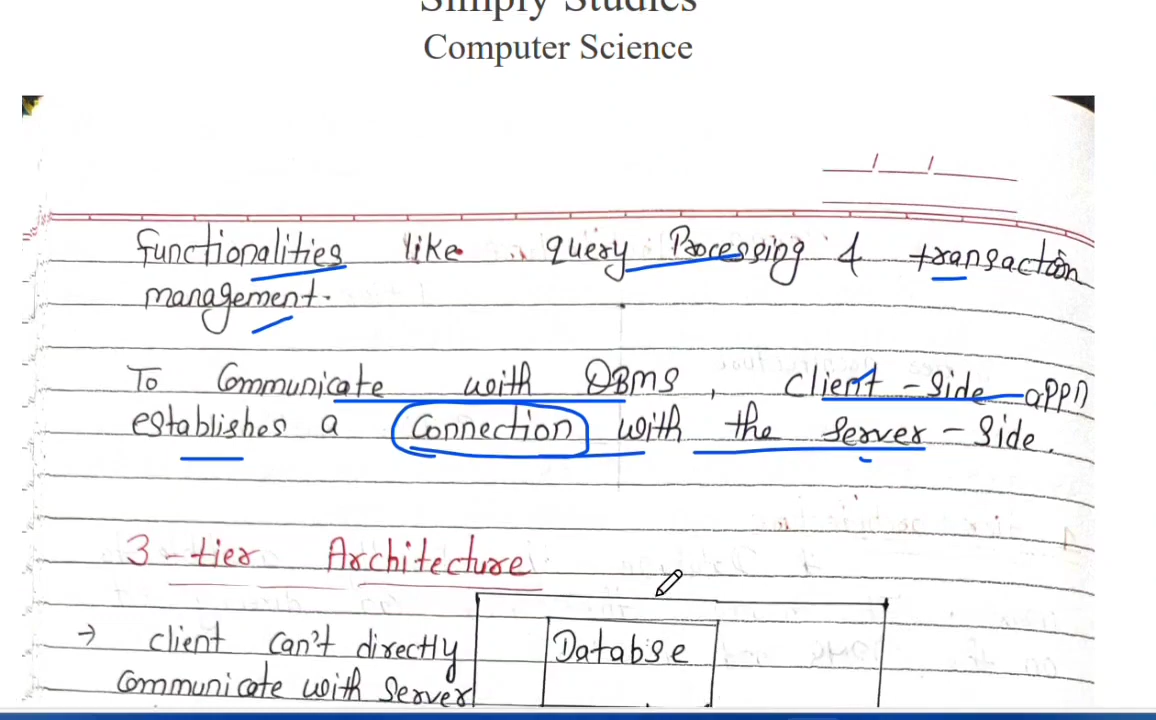 Simply Studies
Computer Science
functionalities like query Processing & transaction
management.
To Communicate with DBMS, Client-Side appn
establishes a Connection with the Server-Side.
3-tier Architecture
→ client can't directly
Communicate with Server
Databse